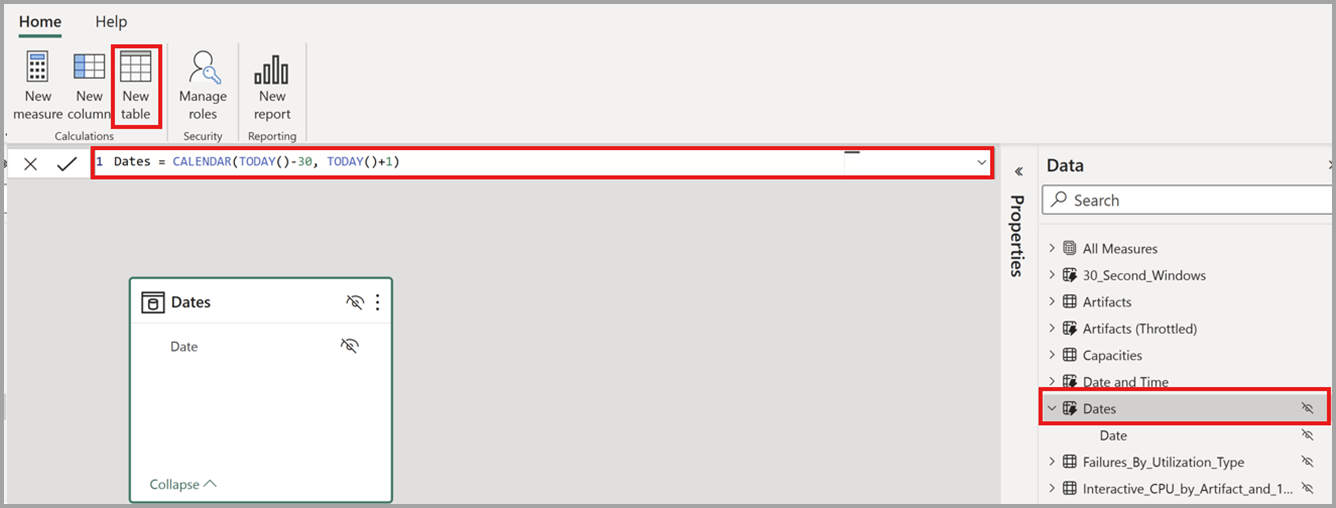 Home Help
New measure
New column
New table
Manage roles
New report
Calculations
Security
Reporting
1 Dates = CALENDAR(TODAY()-30, TODAY()+1)
Dates
Date
Collapse
Properties
Data
Search
All Measures
30_Second_Windows
Artifacts
Artifacts (Throttled)
Capacities
Date and Time
Dates
Date
Failures_By_Utilization_Type
Interactive_CPU_by_Artifact_and_1...